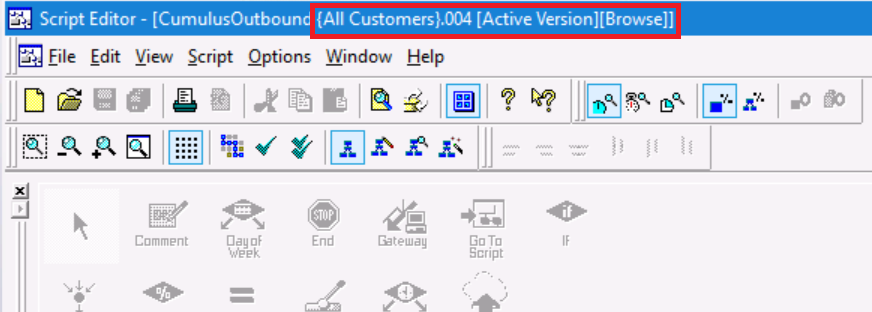 Script Editor - [CumulusOutbound {All Customers}.004 [Active Version][Browse]]
File Edit View Script Options Window Help
Comment Day of Week End Gateway Go To Script IF